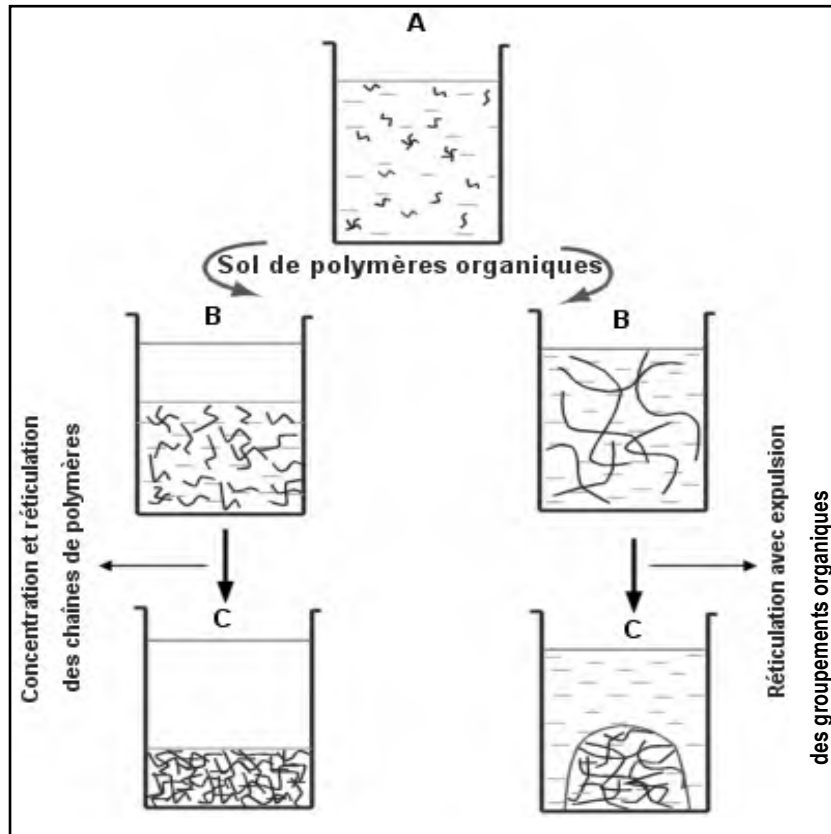 A
Sol de polymères organiques
B
B
Concentration et réticulation
des chaînes de polymères
Réticulation avec expulsion
des groupements organiques
C
C